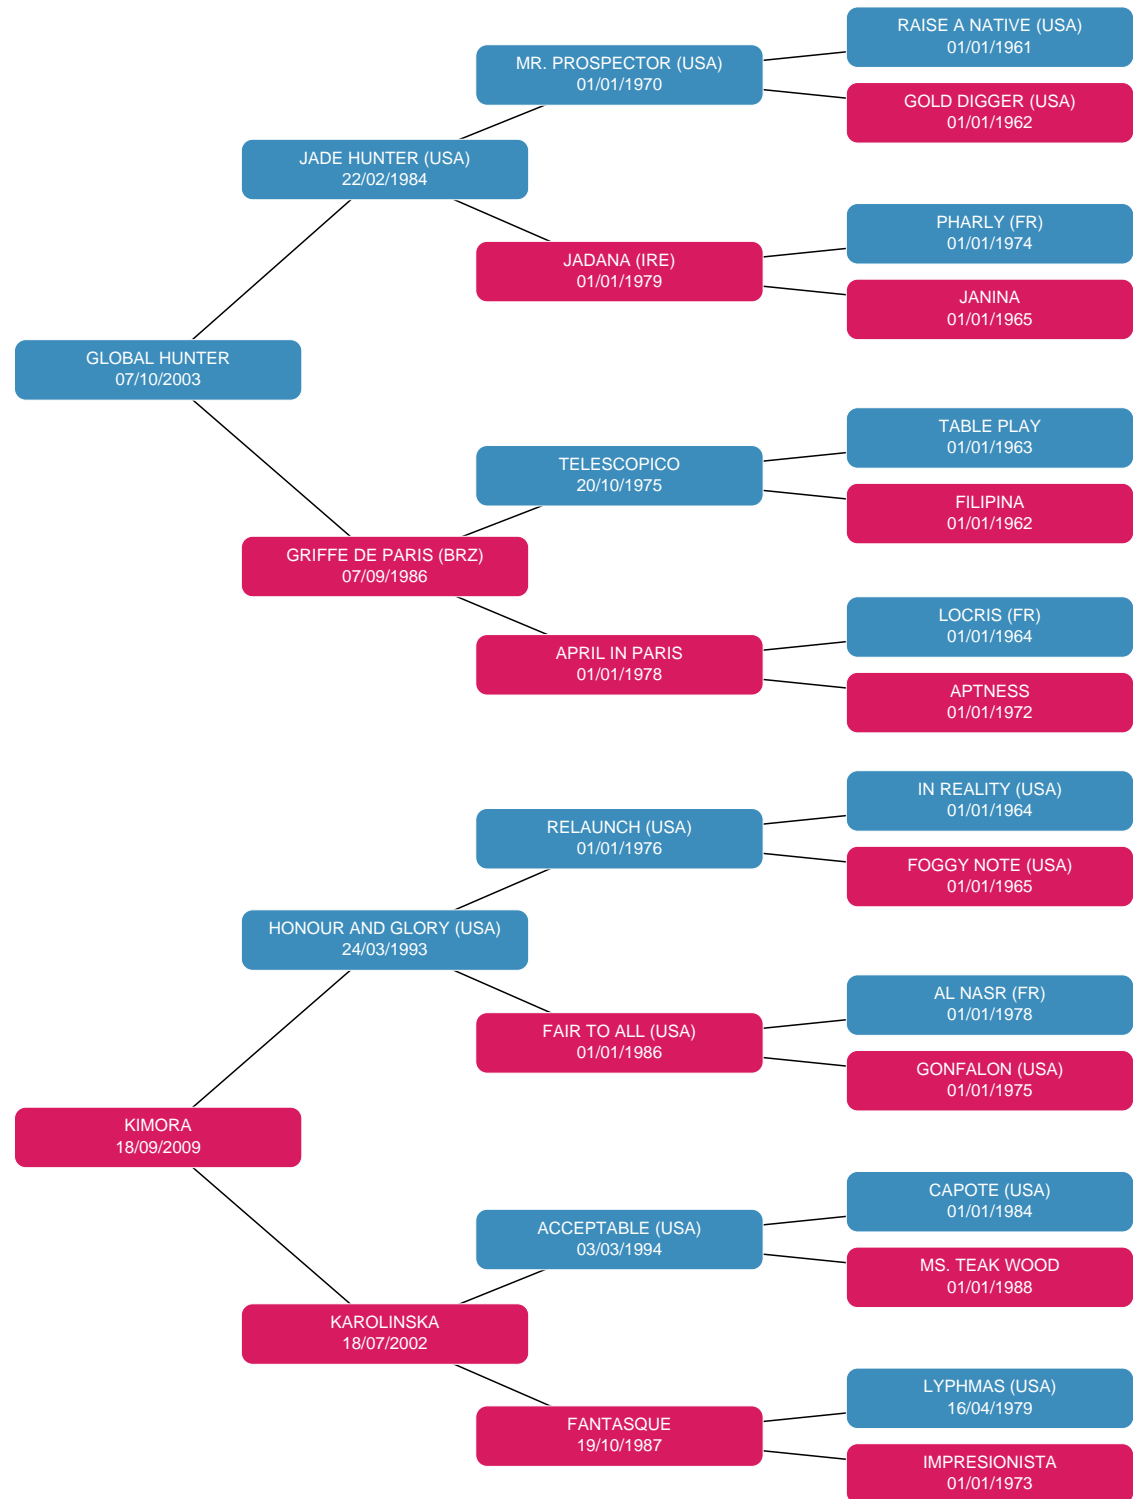 RAISE A NATIVE (USA)
01/01/1961
MR. PROSPECTOR (USA)
01/01/1970
GOLD DIGGER (USA)
01/01/1962
JADE HUNTER (USA)
22/02/1984
PHARLY (FR)
01/01/1974
JADANA (IRE)
01/01/1979
JANINA
01/01/1965
GLOBAL HUNTER
07/10/2003
TABLE PLAY
01/01/1963
TELESCOPICO
20/10/1975
FILIPINA
01/01/1962
GRIFFE DE PARIS (BRZ)
07/09/1986
LOCRIS (FR)
01/01/1964
APRIL IN PARIS
01/01/1978
APTNESS
01/01/1972
IN REALITY (USA)
01/01/1964
RELAUNCH (USA)
01/01/1976
FOGGY NOTE (USA)
01/01/1965
HONOUR AND GLORY (USA)
24/03/1993
AL NASR (FR)
01/01/1978
FAIR TO ALL (USA)
01/01/1986
GONFALON (USA)
01/01/1975
KIMORA
18/09/2009
CAPOTE (USA)
01/01/1984
ACCEPTABLE (USA)
03/03/1994
MS. TEAK WOOD
01/01/1988
KAROLINSKA
18/07/2002
LYPHMAS (USA)
16/04/1979
FANTASQUE
19/10/1987
IMPRESIONISTA
01/01/1973